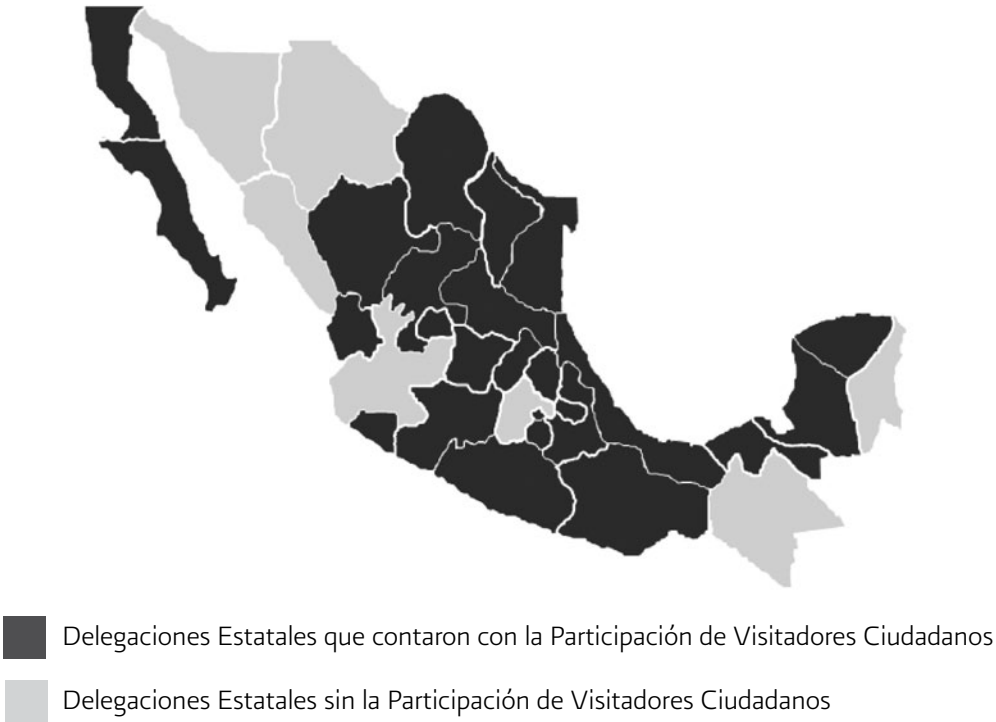 Delegaciones Estatales que contaron con la Participación de Visitadores Ciudadanos
Delegaciones Estatales sin la Participación de Visitadores Ciudadanos